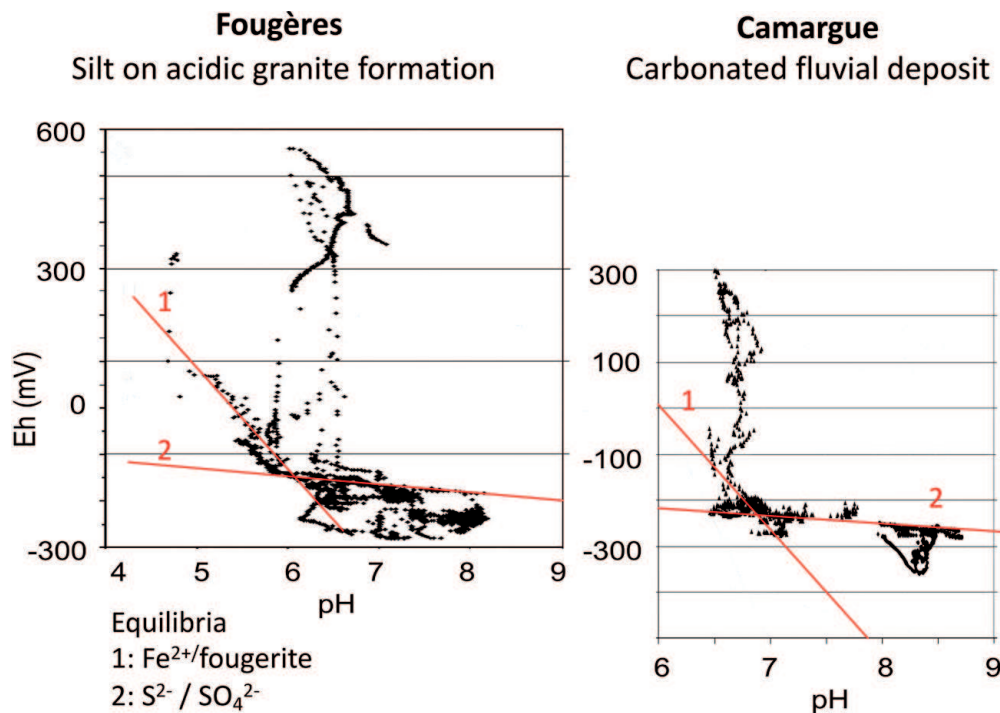 Fougères
Silt on acidic granite formation
Camargue
Carbonated fluvial deposit
Eh (mV)
600
300
0
-300
1
2
4 5 6 7 8 9
pH
300
100
-100
-300
1
2
6 7 8 9
pH
Equilibria
1: Fe²⁺/fougerite
2: S²⁻ / SO₄²⁻